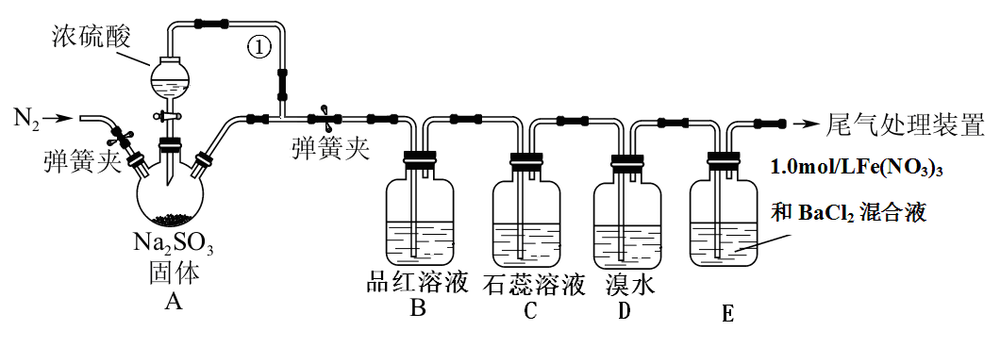 浓硫酸
①
N₂
弹簧夹
弹簧夹
尾气处理装置
1.0mol/LFe(NO₃)₃
和 BaCl₂ 混合液
Na₂SO₃
固体
A
品红溶液
B
石蕊溶液
C
溴水
D
E